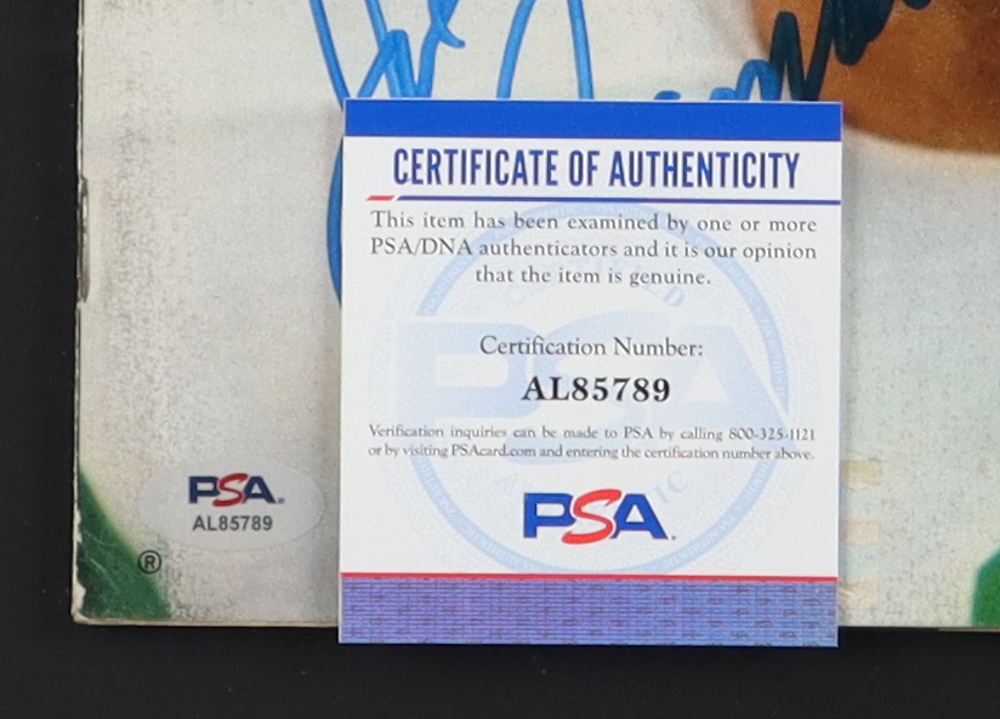 CERTIFICATE OF AUTHENTICITY
This item has been examined by one or more
PSA/DNA authenticators and it is our opinion
that the item is genuine.
Certification Number:
AL85789
Verification inquiries can be made to PSA by calling 800-325-1121
or by visiting PSAcard.com and entering the certification number above.
PSA.
PSA.
AL85789
®